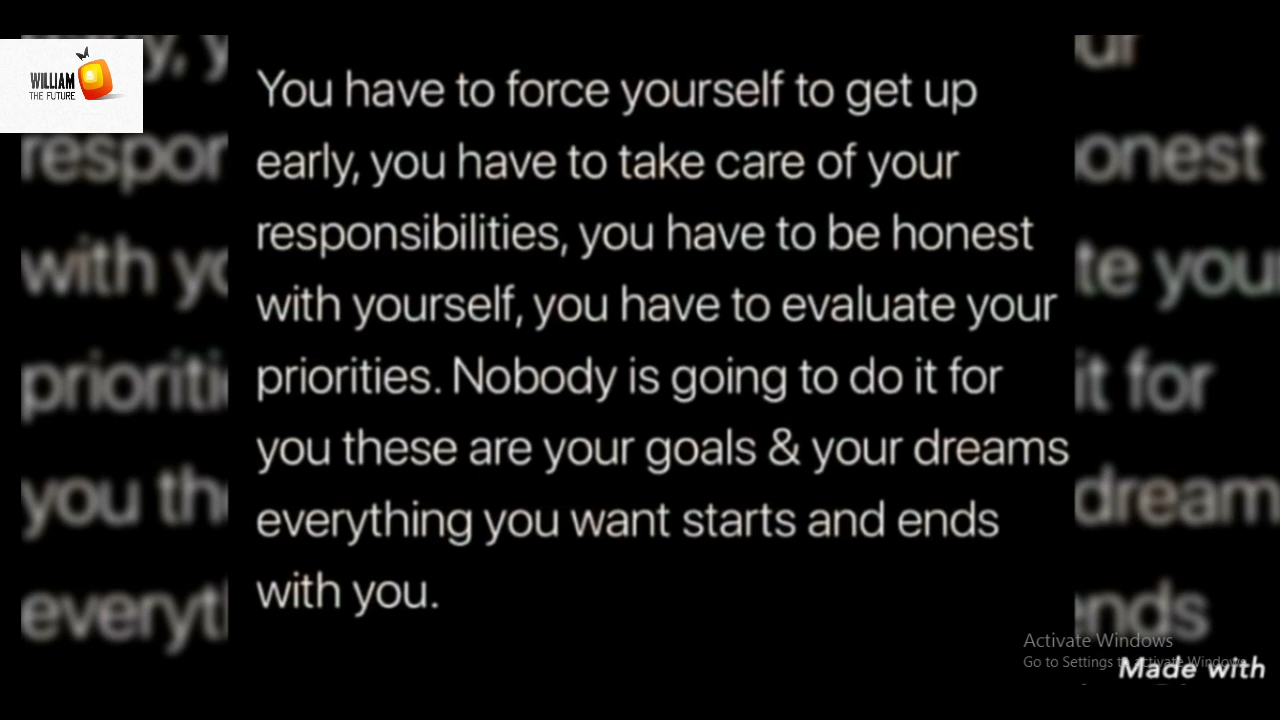 WILLIAM
THE FUTURE
You have to force yourself to get up
early, you have to take care of your
responsibilities, you have to be honest
with yourself, you have to evaluate your
priorities. Nobody is going to do it for
you these are your goals & your dreams
everything you want starts and ends
with you.
Activate Windows
Go to Settings to activate Windows.
Made with